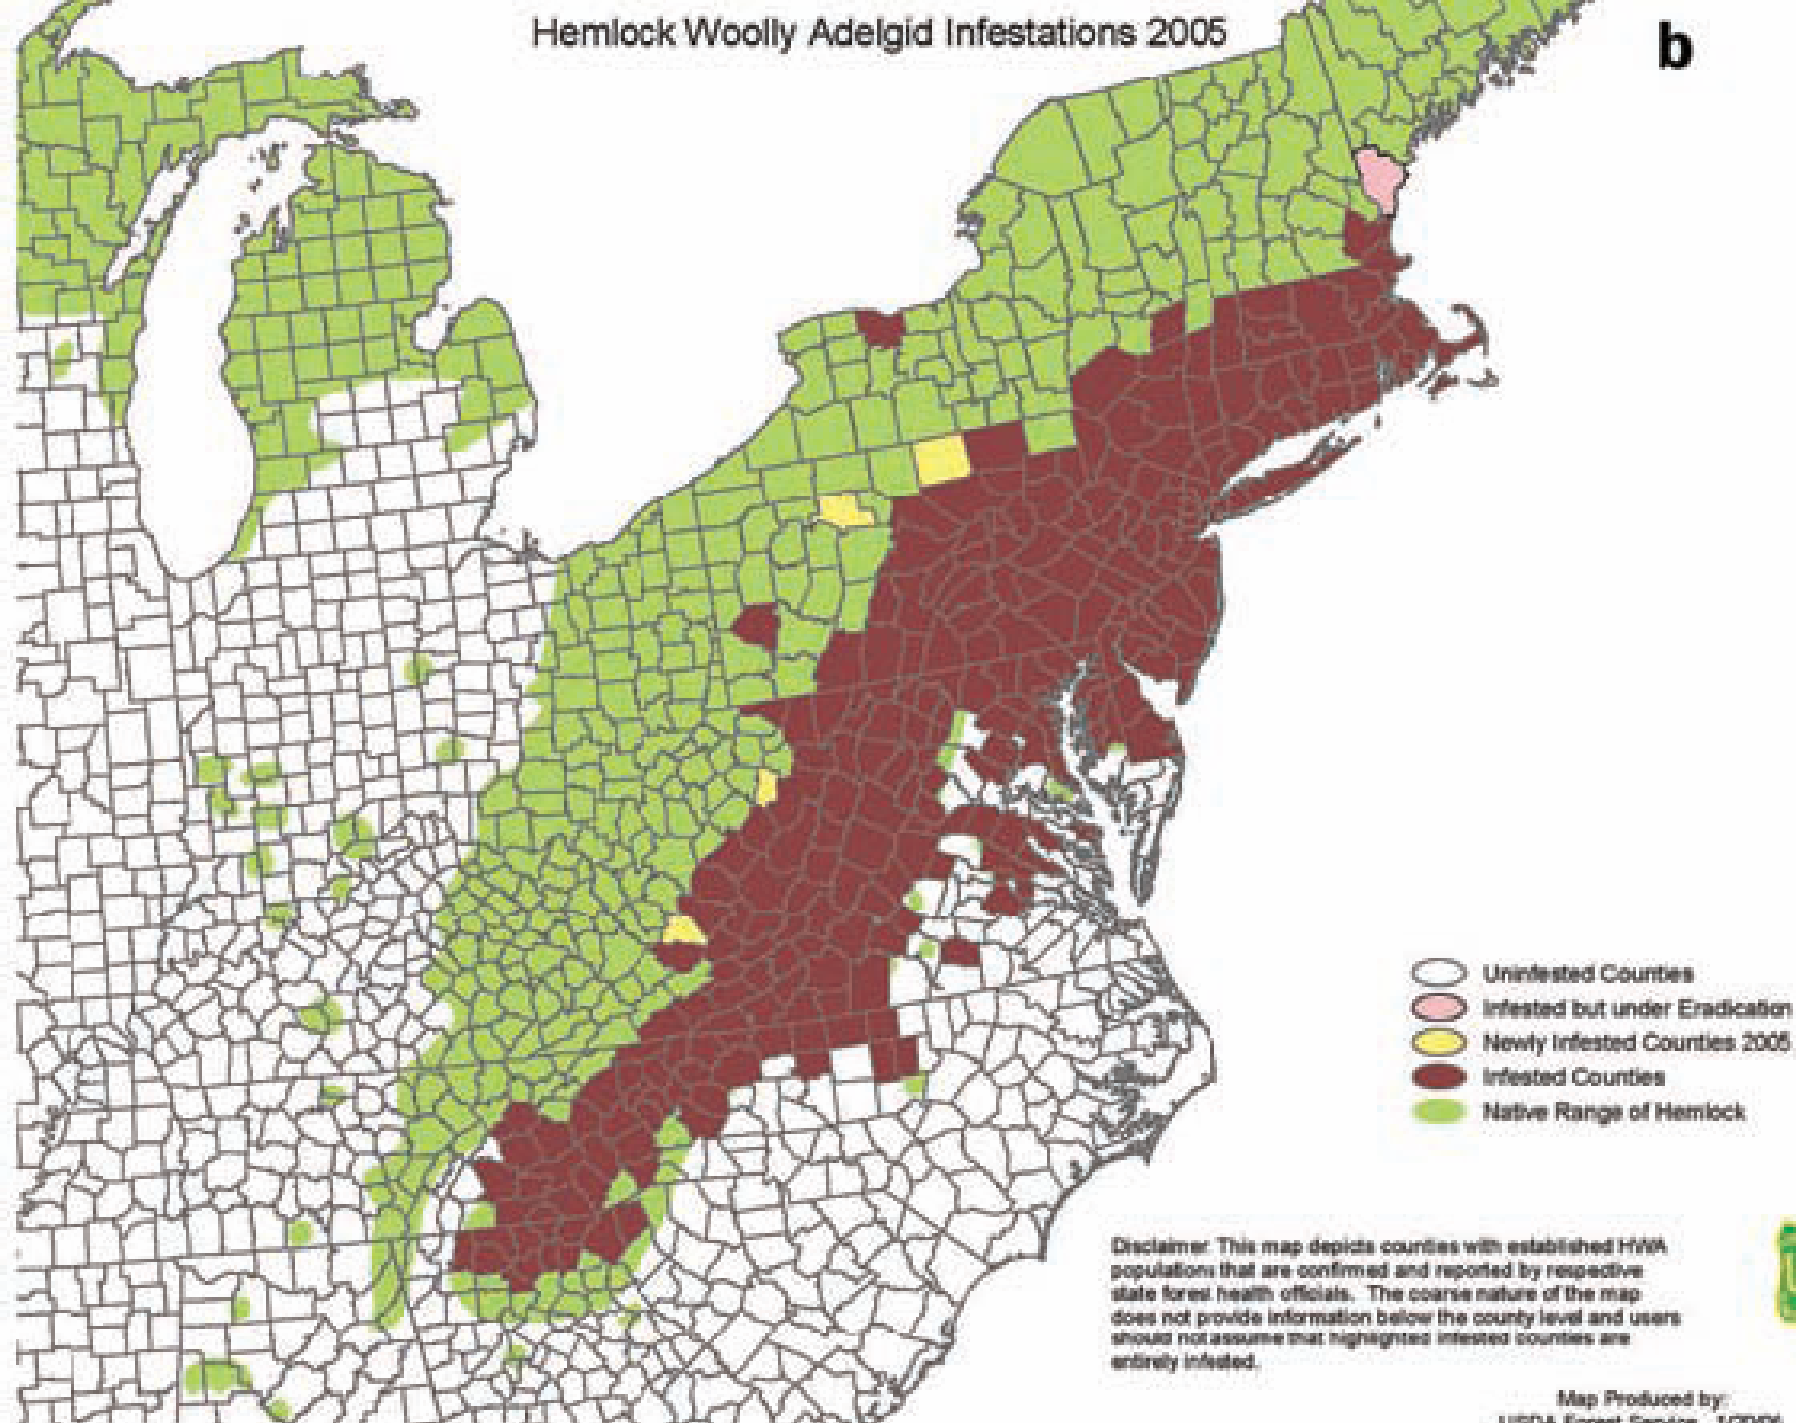 Hemlock Woolly Adelgid Infestations 2005
b
Uninfested Counties
Infested but under Eradication
Newly Infested Counties 2005
Infested Counties
Native Range of Hemlock
Disclaimer: This map depicts counties with established HWA
populations that are confirmed and reported by respective
state forest health officials. The coarse nature of the map
does not provide information below the county level and users
should not assume that highlighted infested counties are
entirely infested.
Map Produced by:
USDA Forest Service